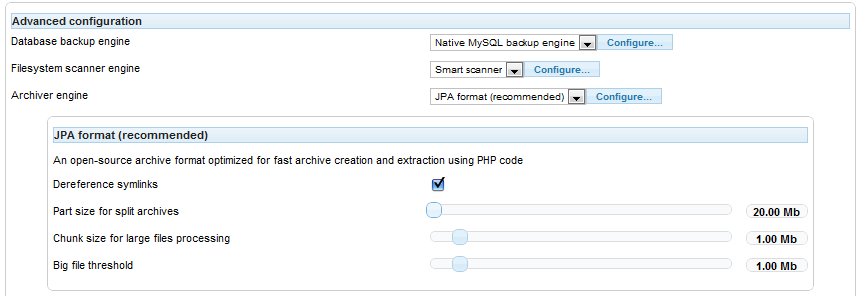 Advanced configuration
Database backup engine Native MySQL backup engine Configure...
Filesystem scanner engine Smart scanner Configure...
Archiver engine JPA format (recommended) Configure...
JPA format (recommended)
An open-source archive format optimized for fast archive creation and extraction using PHP code
Dereference symlinks
Part size for split archives 20.00 Mb
Chunk size for large files processing 1.00 Mb
Big file threshold 1.00 Mb